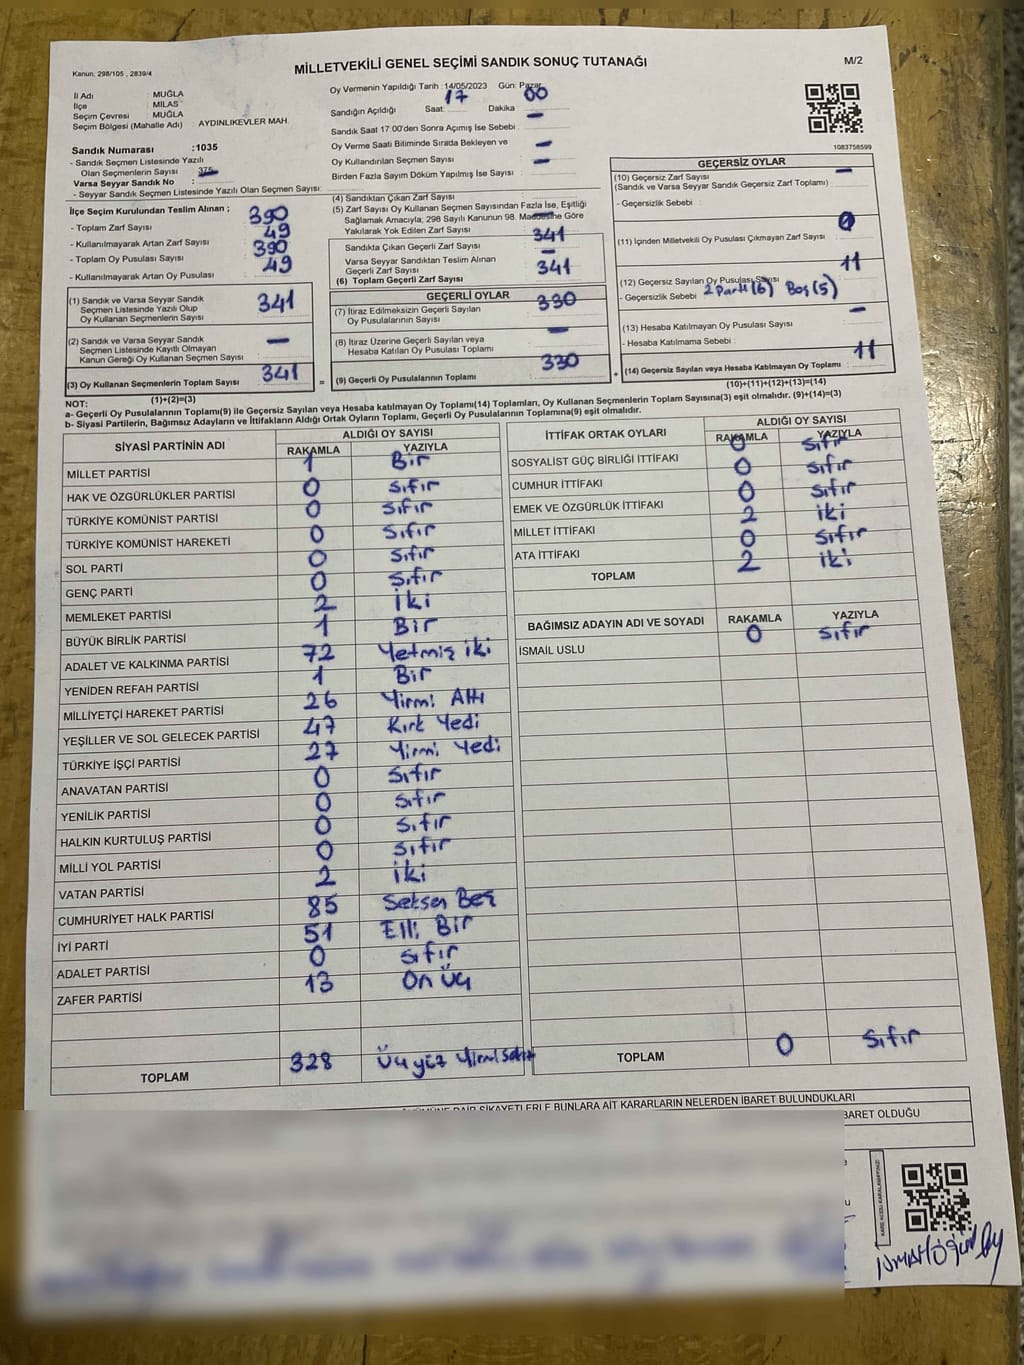 MİLLETVEKİLİ GENEL SEÇİMİ SANDIK SONUÇ TUTANAĞI
M/2
Kanun, 298/105 , 2839/4
İl Adı MUĞLA
İlçe MİLAS
Seçim Çevresi MUĞLA
Seçim Bölgesi (Mahalle Adı) : AYDINLIKEVLER MAH.
Sandık Numarası :1035
- Sandık Seçmen Listesinde Yazılı
Olan Seçmenlerin Sayısı : 375
Varsa Seyyar Sandık No :
- Seyyar Sandık Seçmen Listesinde Yazılı Olan Seçmen Sayısı:
Oy Vermenin Yapıldığı Tarih :14/05/2023 Gün: Pazar
Sandığın Açıldığı Saat: 17 Dakika : 00
Sandık Saat 17:00'den Sonra Açımış İse Sebebi : —
Oy Verme Saati Bitiminde Sırada Bekleyen ve
Oy Kullandırılan Seçmen Sayısı —
Birden Fazla Sayım Döküm Yapılmış İse Sayısı : —
1083758599
İlçe Seçim Kurulundan Teslim Alınan ;
- Toplam Zarf Sayısı : 390
- Kullanılmayarak Artan Zarf Sayısı : 49
- Toplam Oy Pusulası Sayısı : 390
- Kullanılmayarak Artan Oy Pusulası : 49
(1) Sandık ve Varsa Seyyar Sandık
Seçmen Listesinde Yazılı Olup
Oy Kullanan Seçmenlerin Sayısı : 341
(2) Sandık ve Varsa Seyyar Sandık
Seçmen Listesinde Kayıtlı Olmayan
Kanun Gereği Oy Kullanan Seçmen Sayısı : —
(3) Oy Kullanan Seçmenlerin Toplam Sayısı : 341
(1)+(2)=(3)
(4) Sandıktan Çıkan Zarf Sayısı :
(5) Zarf Sayısı Oy Kullanan Seçmen Sayısından Fazla İse, Eşitliği
Sağlamak Amacıyla; 298 Sayılı Kanunun 98. Maddesine Göre
Yakılarak Yok Edilen Zarf Sayısı : —
Sandıkta Çıkan Geçerli Zarf Sayısı 341
Varsa Seyyar Sandıktan Teslim Alınan
Geçerli Zarf Sayısı —
(6) Toplam Geçerli Zarf Sayısı 341
GEÇERLİ OYLAR
(7) İtiraz Edilmeksizin Geçerli Sayılan
Oy Pusulalarının Sayısı 330
(8) İtiraz Üzerine Geçerli Sayılan veya
Hesaba Katılan Oy Pusulası Toplamı —
(9) Geçerli Oy Pusulalarının Toplamı 330
GEÇERSİZ OYLAR
(10) Geçersiz Zarf Sayısı —
(Sandık ve Varsa Seyyar Sandık Geçersiz Zarf Toplamı)
- Geçersizlik Sebebi :
(11) İçinden Milletvekili Oy Pusulası Çıkmayan Zarf Sayısı 0
(12) Geçersiz Sayılan Oy Pusulası Sayısı 11
- Geçersizlik Sebebi 2 Parti (6) Boş (5)
(13) Hesaba Katılmayan Oy Pusulası Sayısı —
- Hesaba Katılmama Sebebi :
(14) Geçersiz Sayılan veya Hesaba Katılmayan Oy Toplamı 11
(10)+(11)+(12)+(13)=(14)
NOT:
a- Geçerli Oy Pusulalarının Toplamı(9) ile Geçersiz Sayılan veya Hesaba katılmayan Oy Toplamı(14) Toplamları, Oy Kullanan Seçmenlerin Toplam Sayısına(3) eşit olmalıdır. (9)+(14)=(3)
b- Siyasi Partilerin, Bağımsız Adayların ve İttifakların Aldığı Ortak Oyların Toplamı, Geçerli Oy Pusulalarının Toplamına(9) eşit olmalıdır.
SİYASİ PARTİNİN ADI ALDIĞI OY SAYISI
RAKAMLA YAZIYLA
MİLLET PARTİSİ 1 Bir
HAK VE ÖZGÜRLÜKLER PARTİSİ 0 Sıfır
TÜRKİYE KOMÜNİST PARTİSİ 0 Sıfır
TÜRKİYE KOMÜNİST HAREKETİ 0 Sıfır
SOL PARTİ 0 Sıfır
GENÇ PARTİ 0 Sıfır
MEMLEKET PARTİSİ 2 İki
BÜYÜK BİRLİK PARTİSİ 1 Bir
ADALET VE KALKINMA PARTİSİ 72 Yetmiş iki
YENİDEN REFAH PARTİSİ 1 Bir
MİLLİYETÇİ HAREKET PARTİSİ 26 Yirmi Altı
YEŞİLLER VE SOL GELECEK PARTİSİ 47 Kırk Yedi
TÜRKİYE İŞÇİ PARTİSİ 27 Yirmi Yedi
ANAVATAN PARTİSİ 0 Sıfır
YENİLİK PARTİSİ 0 Sıfır
HALKIN KURTULUŞ PARTİSİ 0 Sıfır
MİLLİ YOL PARTİSİ 0 Sıfır
VATAN PARTİSİ 2 İki
CUMHURİYET HALK PARTİSİ 85 Seksen Beş
İYİ PARTİ 51 Elli Bir
ADALET PARTİSİ 0 Sıfır
ZAFER PARTİSİ 13 On Üç
TOPLAM 328 Üç yüz Yirmi Sekiz
İTTİFAK ORTAK OYLARI ALDIĞI OY SAYISI
RAKAMLA YAZIYLA
SOSYALİST GÜÇ BİRLİĞİ İTTİFAKI 0 Sıfır
CUMHUR İTTİFAKI 0 Sıfır
EMEK VE ÖZGÜRLÜK İTTİFAKI 0 Sıfır
MİLLET İTTİFAKI 2 İki
ATA İTTİFAKI 0 Sıfır
TOPLAM 2 İki
BAĞIMSIZ ADAYIN ADI VE SOYADI RAKAMLA YAZIYLA
İSMAİL USLU 0 Sıfır
TOPLAM 0 Sıfır
ŞİKAYETLERLE BUNLARA AİT KARARLARIN NELERDEN İBARET BULUNDUKLARI
İBARET OLDUĞU